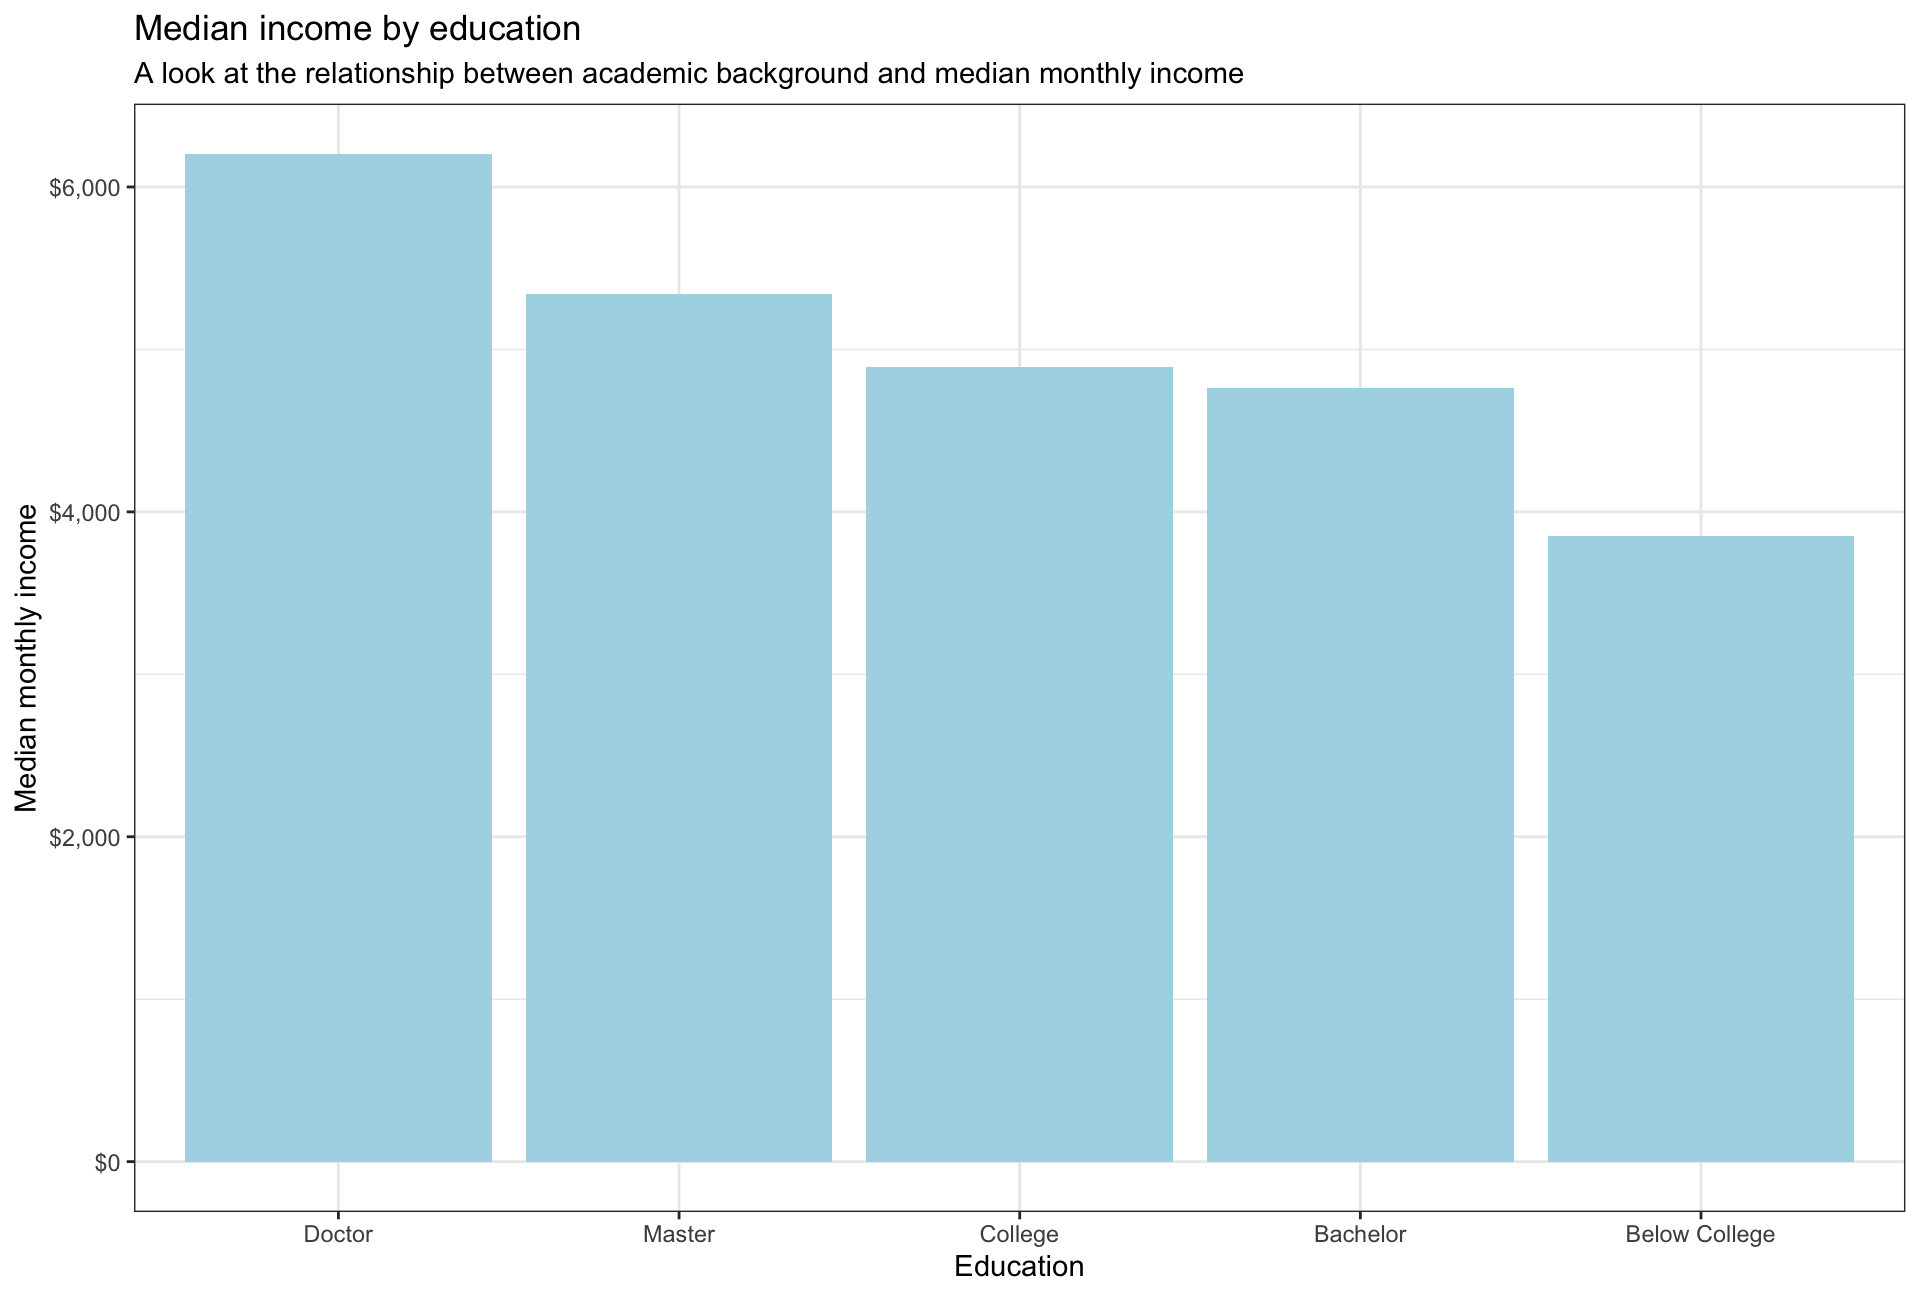 Median income by education
A look at the relationship between academic background and median monthly income
Median monthly income
$6,000
$4,000
$2,000
$0
Doctor Master College Bachelor Below College
Education